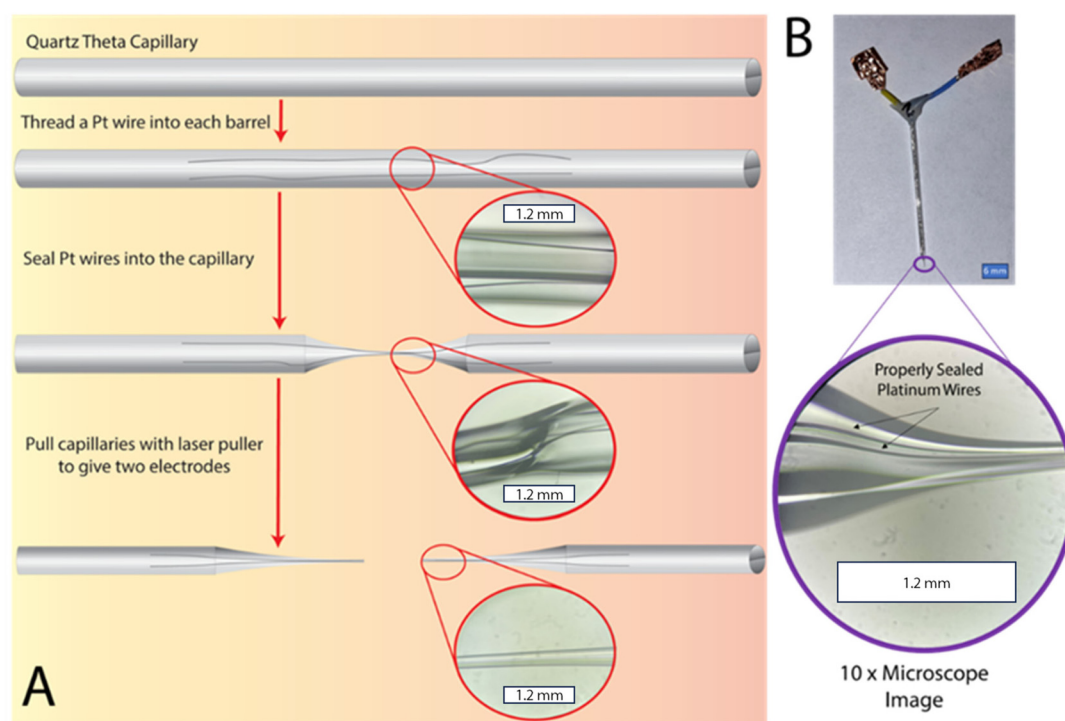 Quartz Theta Capillary
Thread a Pt wire into each barrel
1.2 mm
Seal Pt wires into the capillary
Pull capillaries with laser puller
to give two electrodes
1.2 mm
1.2 mm
A
B
6 mm
Properly Sealed
Platinum Wires
1.2 mm
10 x Microscope
Image